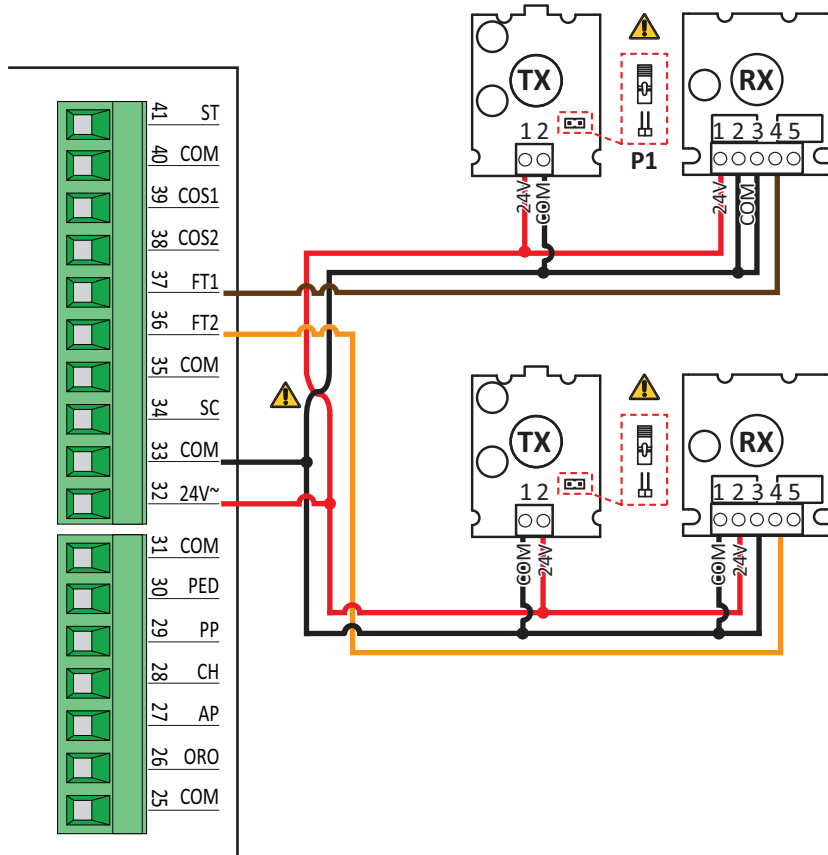 41 ST
40 COM
39 COS1
38 COS2
37 FT1
36 FT2
35 COM
34 SC
33 COM
32 24V~
31 COM
30 PED
29 PP
28 CH
27 AP
26 ORO
25 COM
TX
1 2
24V COM
P1
RX
1 2 3 4 5
24V COM
TX
1 2
COM 24V
RX
1 2 3 4 5
COM 24V